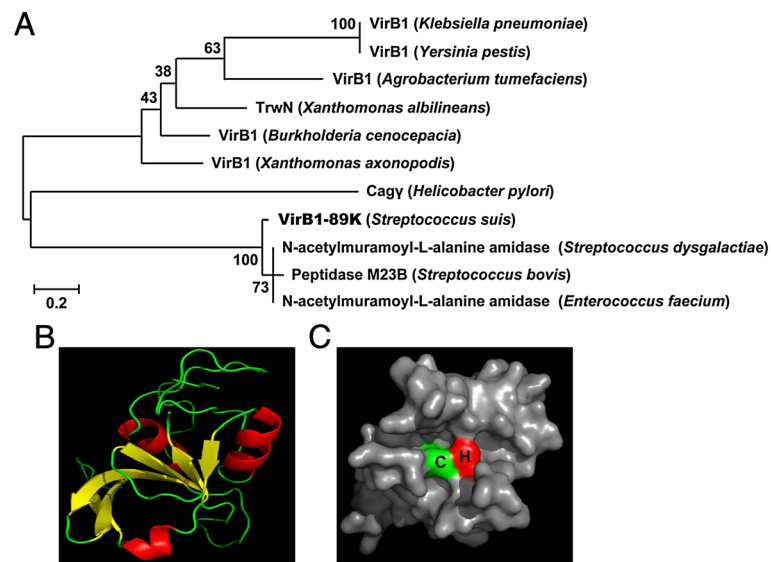 A
100 VirB1 (Klebsiella pneumoniae)
VirB1 (Yersinia pestis)
63
VirB1 (Agrobacterium tumefaciens)
38
TrwN (Xanthomonas albilineans)
43
VirB1 (Burkholderia cenocepacia)
VirB1 (Xanthomonas axonopodis)
Cagγ (Helicobacter pylori)
VirB1-89K (Streptococcus suis)
N-acetylmuramoyl-L-alanine amidase (Streptococcus dysgalactiae)
100
Peptidase M23B (Streptococcus bovis)
73
N-acetylmuramoyl-L-alanine amidase (Enterococcus faecium)
0.2
B
C
C H